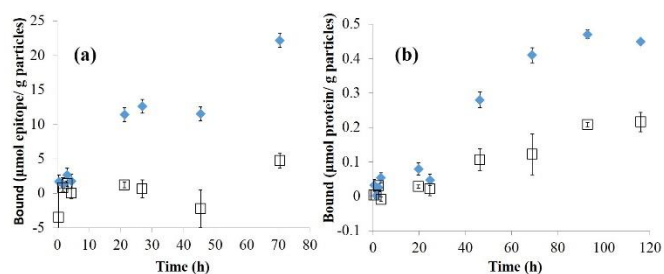 (a)
Bound (μmol epitope/ g particles)
25
20
15
10
5
0
-5
0 10 20 30 40 50 60 70 80
Time (h)
(b)
Bound (μmol protein/ g particles)
0.5
0.4
0.3
0.2
0.1
0
-0.1
0 20 40 60 80 100 120
Time (h)